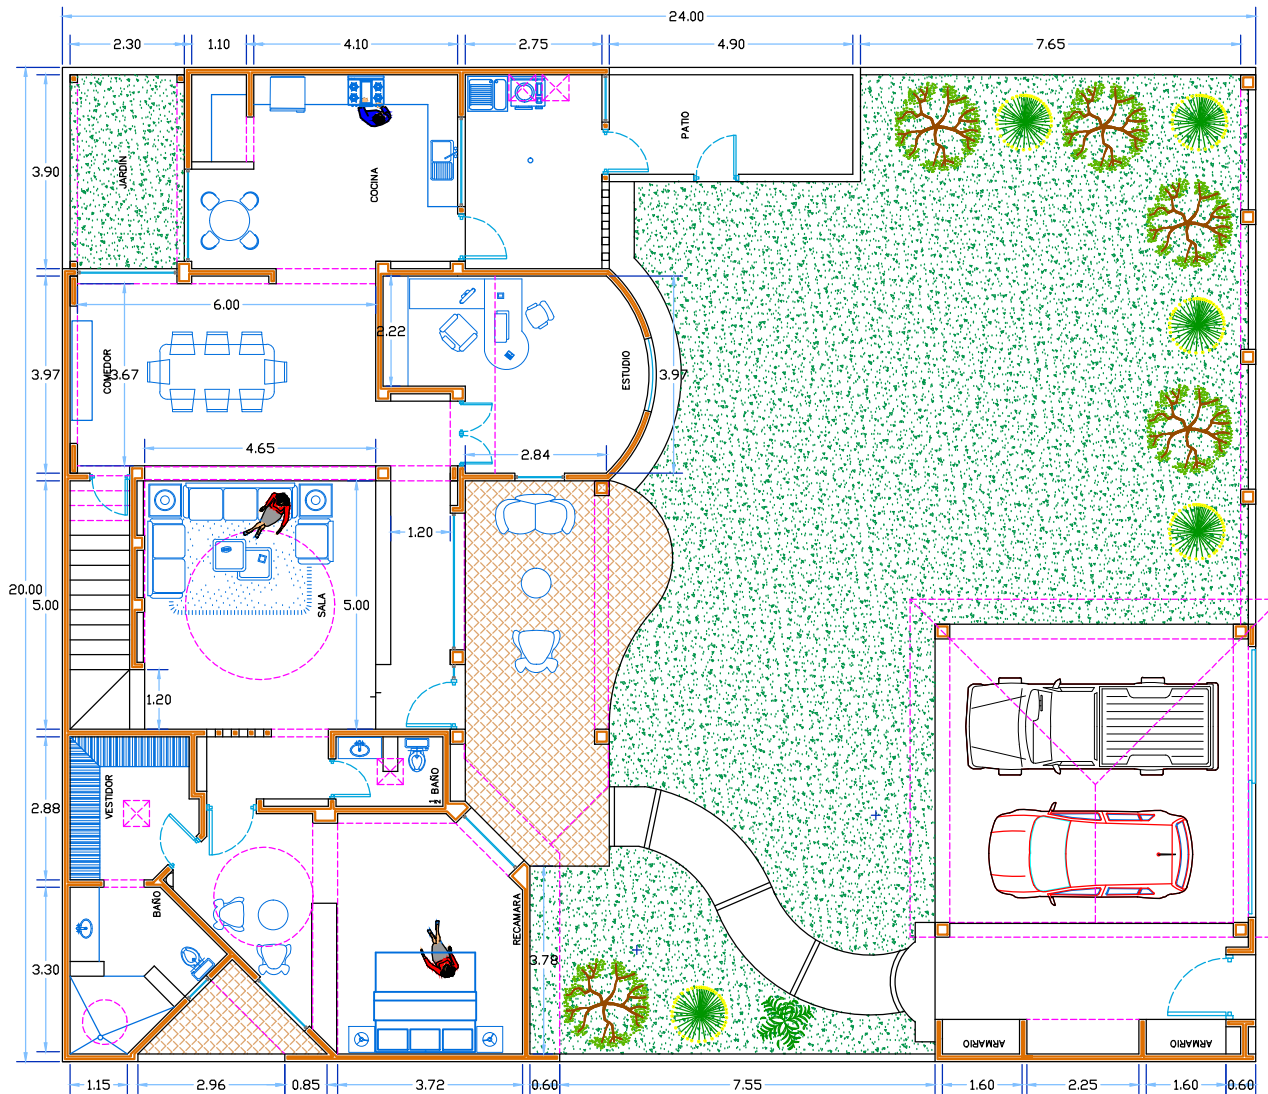 24.00
2.30
1.10
4.10
2.75
4.90
7.65
JARDÍN
COCINA
PATIO
3.90
6.00
2.22
COMEDOR
3.67
ESTUDIO
3.97
3.97
4.65
2.84
1.20
20.00
5.00
SALA
5.00
1.20
VESTIDOR
½ BAÑO
2.88
BAÑO
RECAMARA
3.30
3.78
ARMARIO
ARMARIO
1.15
2.96
0.85
3.72
0.60
7.55
1.60
2.25
1.60
0.60